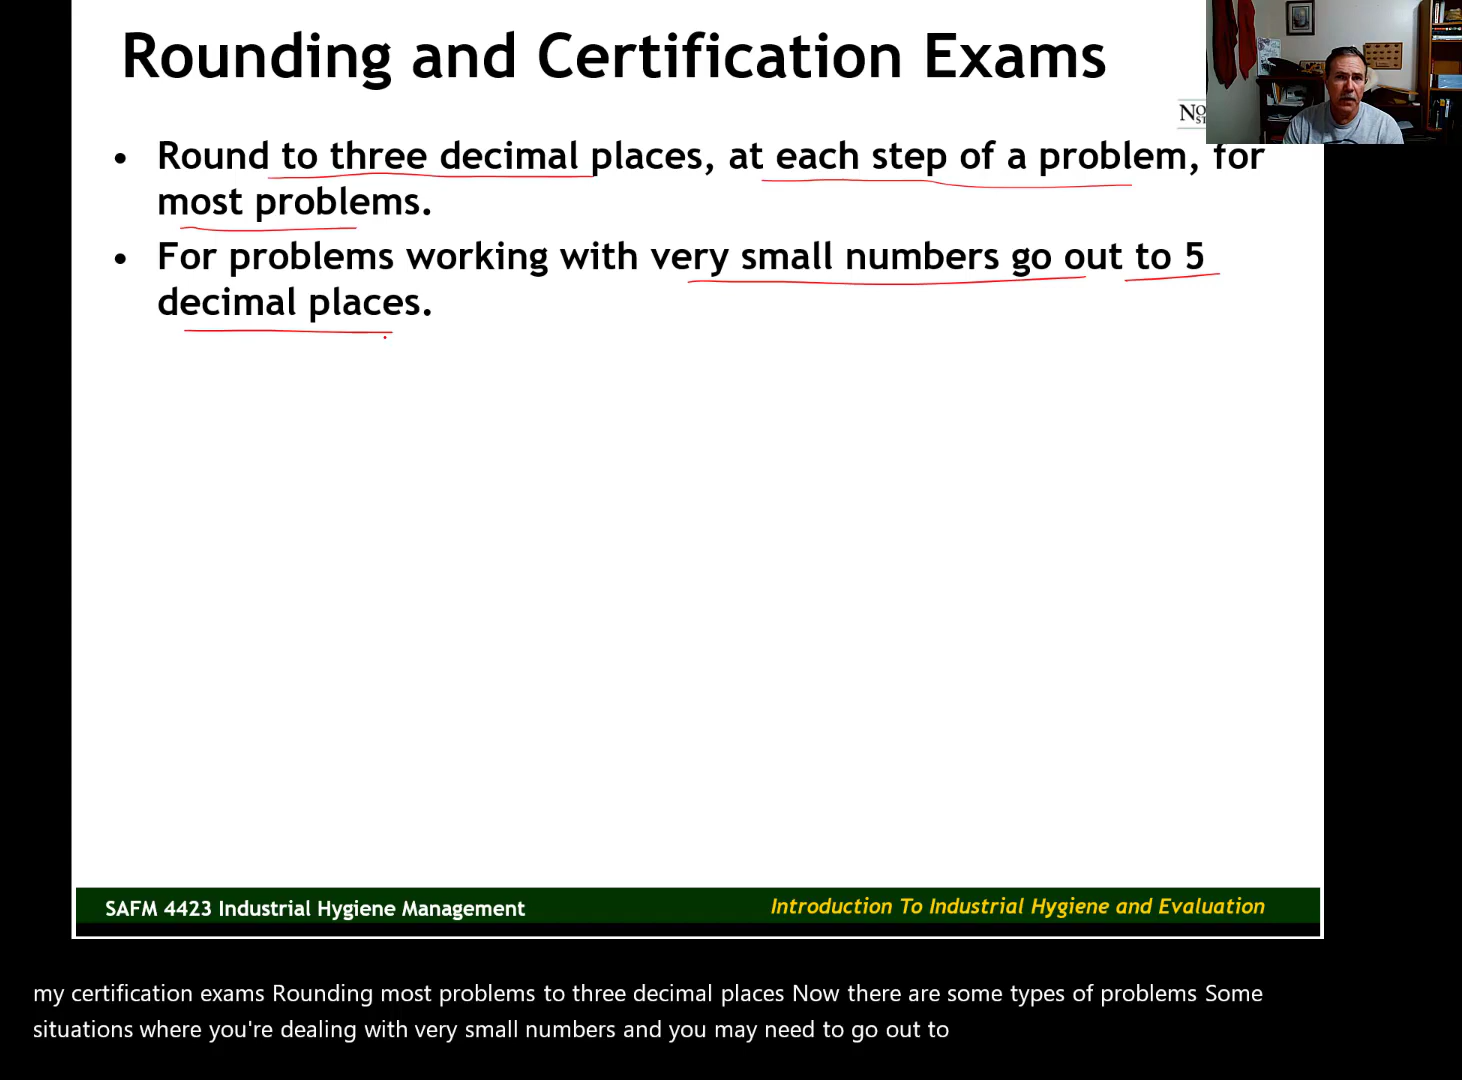 Rounding and Certification Exams
• Round to three decimal places, at each step of a problem, for
most problems.
• For problems working with very small numbers go out to 5
decimal places.
SAFM 4423 Industrial Hygiene Management
Introduction To Industrial Hygiene and Evaluation
my certification exams Rounding most problems to three decimal places Now there are some types of problems Some
situations where you're dealing with very small numbers and you may need to go out to